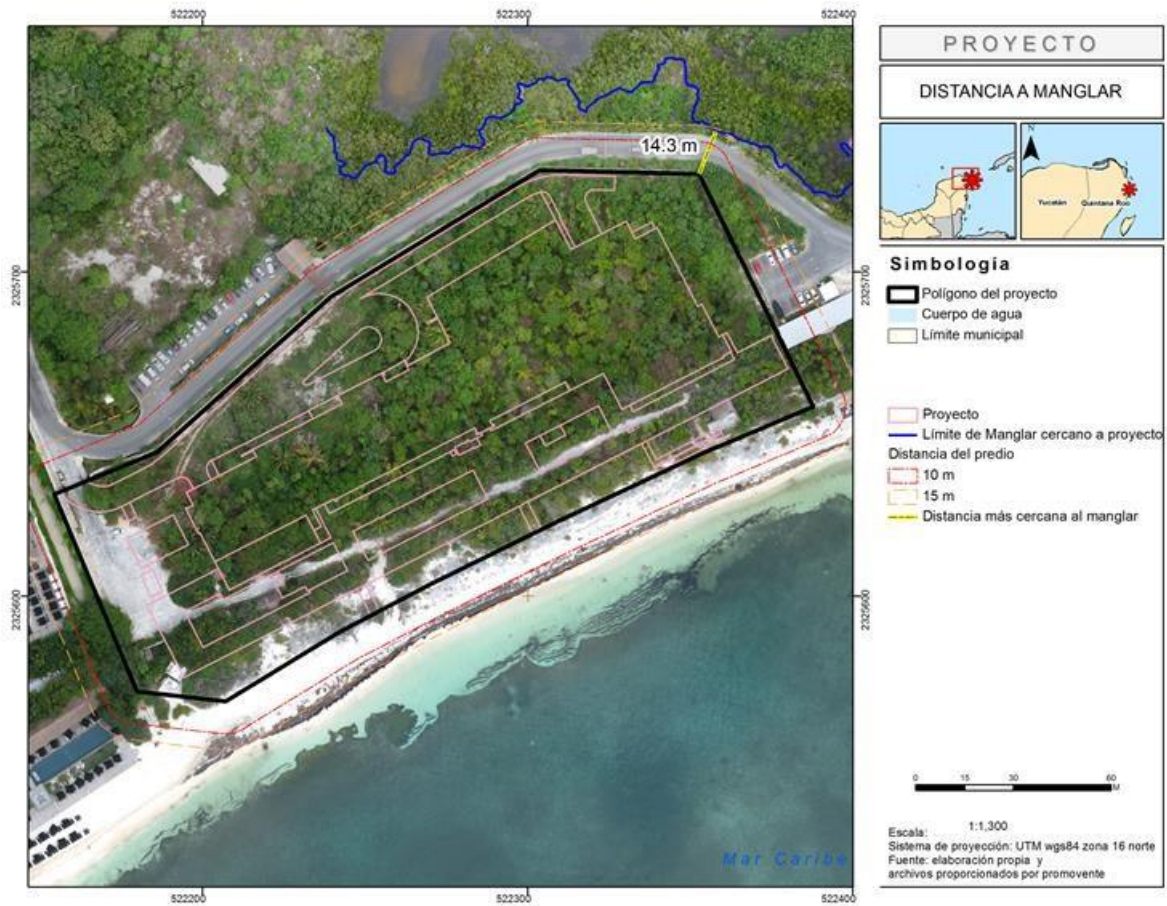 522200
522300
522400
PROYECTO
DISTANCIA A MANGLAR
14.3 m
N
Yucatán
Quintana Roo
Simbología
Polígono del proyecto
Cuerpo de agua
Límite municipal
Proyecto
Límite de Manglar cercano a proyecto
Distancia del predio
10 m
15 m
Distancia más cercana al manglar
2325700
2325700
2325600
2325600
0 15 30 60
M
Escala: 1:1,300
Sistema de proyección: UTM wgs84 zona 16 norte
Fuente: elaboración propia y
archivos proporcionados por promovente
Mar Caribe
522200
522300
522400